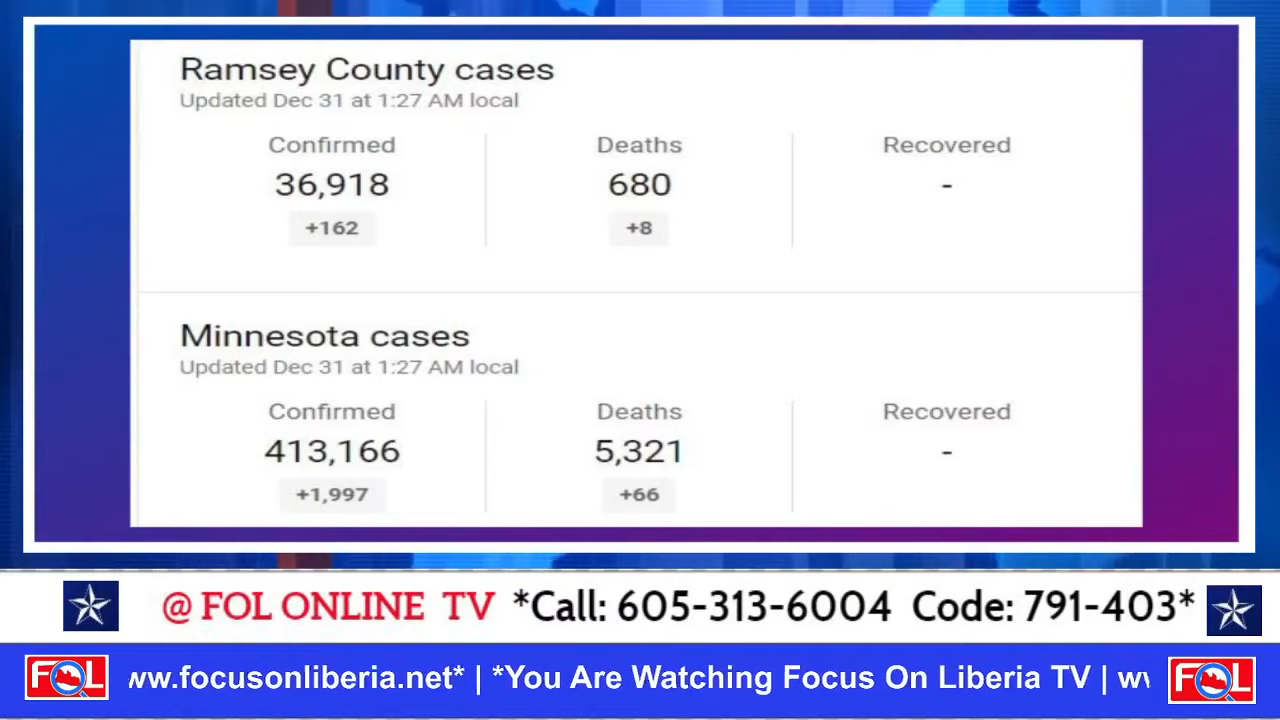 Ramsey County cases
Updated Dec 31 at 1:27 AM local
Confirmed Deaths Recovered
36,918 680 -
+162 +8
Minnesota cases
Updated Dec 31 at 1:27 AM local
Confirmed Deaths Recovered
413,166 5,321 -
+1,997 +66
@ FOL ONLINE TV *Call: 605-313-6004 Code: 791-403*
FOL ww.focusonliberia.net* | *You Are Watching Focus On Liberia TV | w FOL